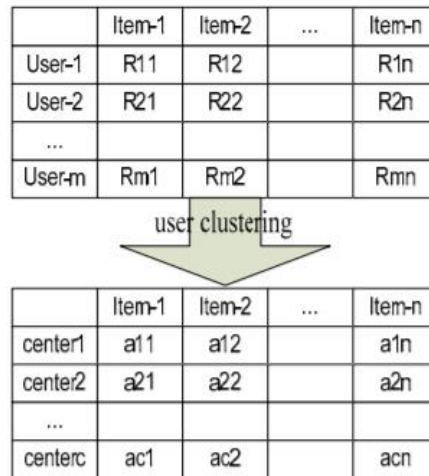 Item-1 Item-2 ... Item-n
User-1 R11 R12 R1n
User-2 R21 R22 R2n
...
User-m Rm1 Rm2 Rmn
user clustering
Item-1 Item-2 ... Item-n
center1 a11 a12 a1n
center2 a21 a22 a2n
...
centerc ac1 ac2 acn